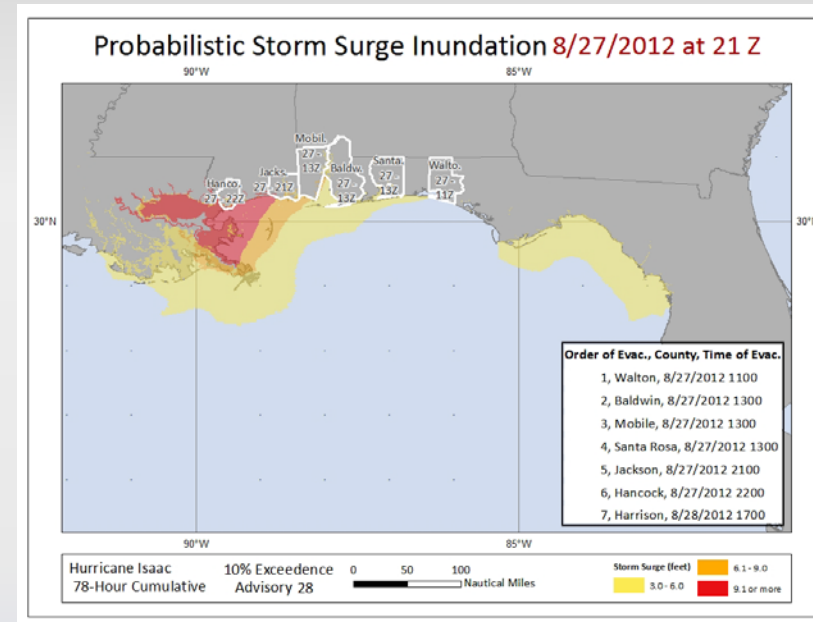 Probabilistic Storm Surge Inundation 8/27/2012 at 21 Z
90°W 85°W
Mobil.
27 -
13Z
Baldw.
27 -
13Z
Santa.
27 -
13Z
Walto.
27 -
11Z
Jacks.
27 - 21Z
Hanco.
27 - 22Z
30°N 30°N
Order of Evac., County, Time of Evac.
1, Walton, 8/27/2012 1100
2, Baldwin, 8/27/2012 1300
3, Mobile, 8/27/2012 1300
4, Santa Rosa, 8/27/2012 1300
5, Jackson, 8/27/2012 2100
6, Hancock, 8/27/2012 2200
7, Harrison, 8/28/2012 1700
90°W 85°W
Hurricane Isaac
78-Hour Cumulative
10% Exceedence
Advisory 28
0 50 100
Nautical Miles
Storm Surge (feet)
3.0 - 6.0
6.1 - 9.0
9.1 or more